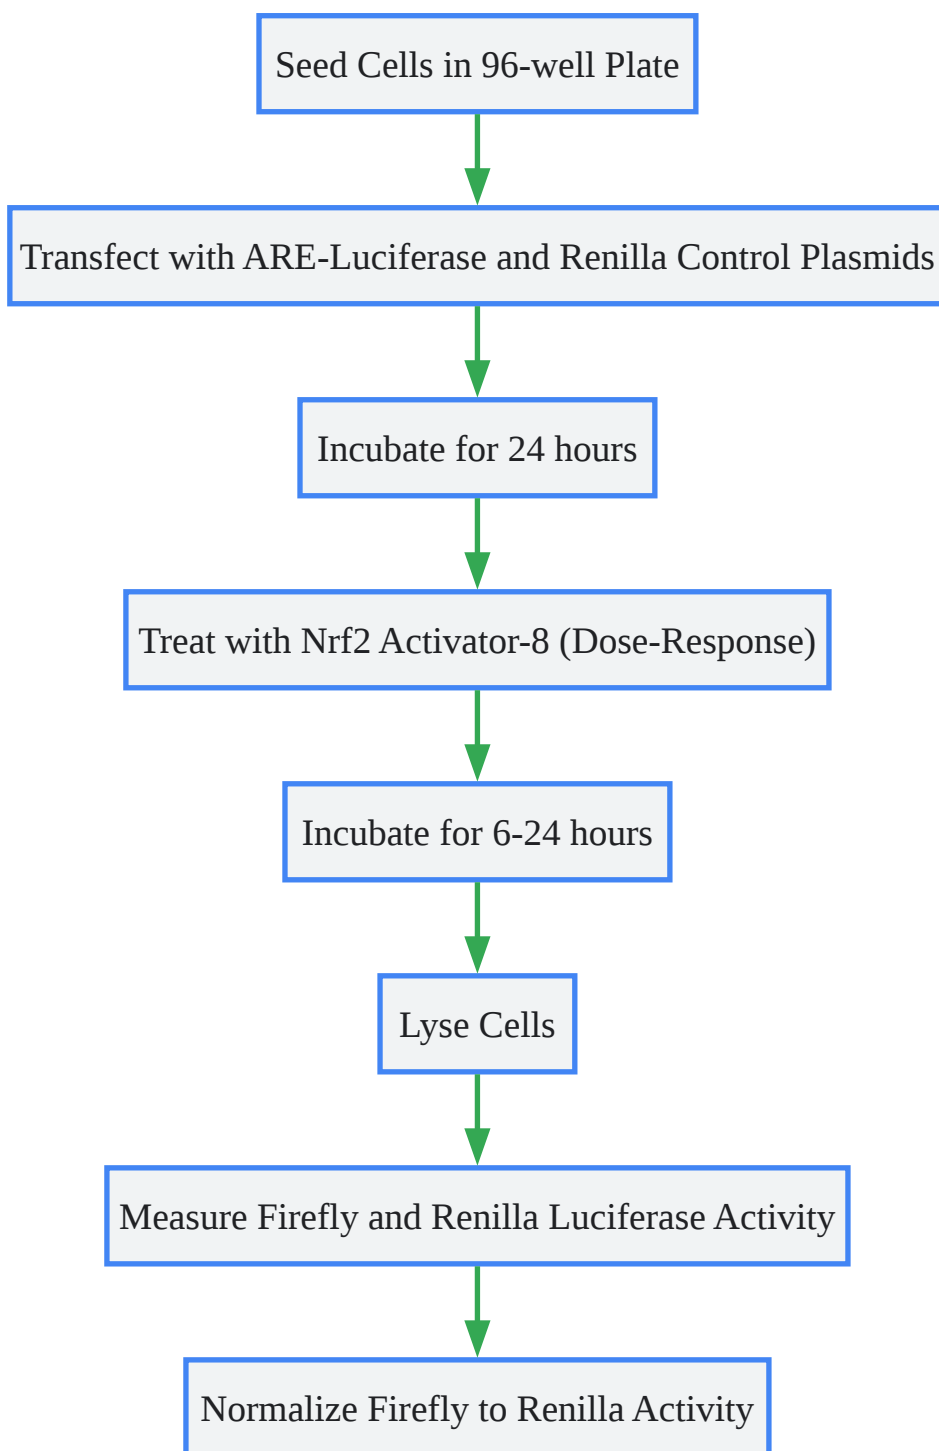 Seed Cells in 96-well Plate
Transfect with ARE-Luciferase and Renilla Control Plasmids
Incubate for 24 hours
Treat with Nrf2 Activator-8 (Dose-Response)
Incubate for 6-24 hours
Lyse Cells
Measure Firefly and Renilla Luciferase Activity
Normalize Firefly to Renilla Activity